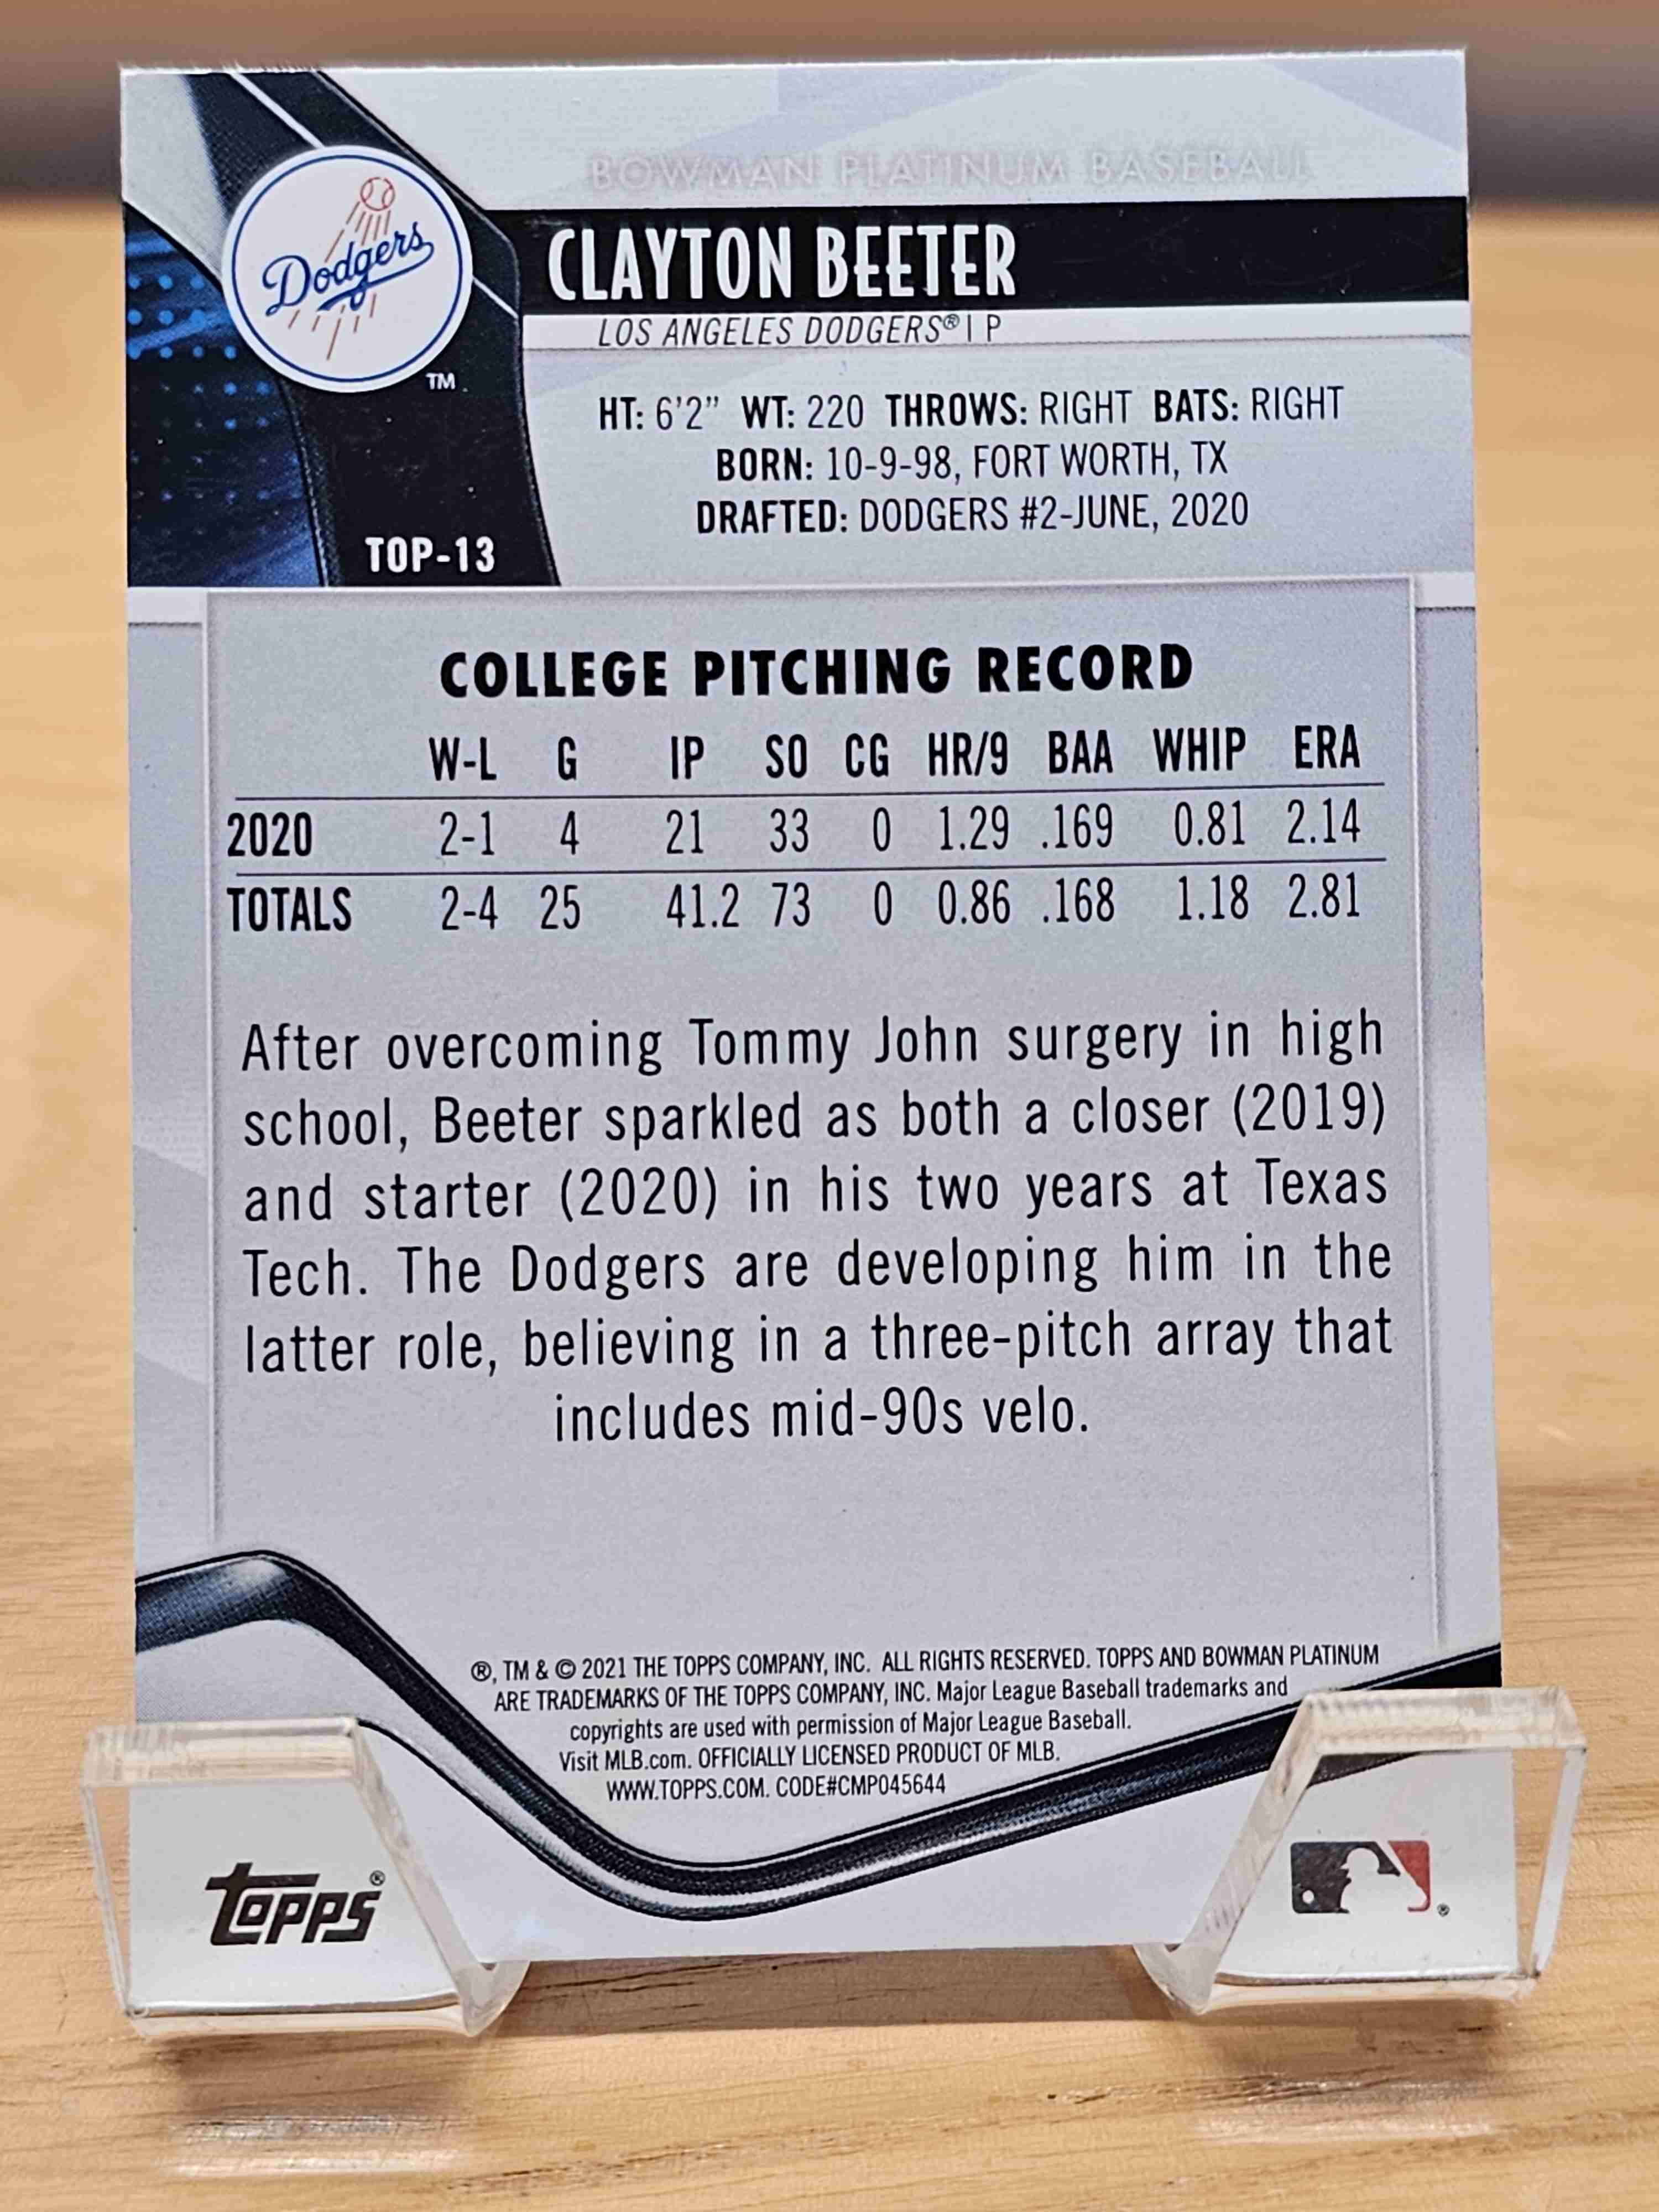 BOWMAN PLATINUM BASEBALL
Dodgers
TM
CLAYTON BEETER
LOS ANGELES DODGERS® | P
HT: 6'2" WT: 220 THROWS: RIGHT BATS: RIGHT
BORN: 10-9-98, FORT WORTH, TX
DRAFTED: DODGERS #2-JUNE, 2020
TOP-13
COLLEGE PITCHING RECORD
W-L G IP SO CG HR/9 BAA WHIP ERA
2020 2-1 4 21 33 0 1.29 .169 0.81 2.14
TOTALS 2-4 25 41.2 73 0 0.86 .168 1.18 2.81
After overcoming Tommy John surgery in high
school, Beeter sparkled as both a closer (2019)
and starter (2020) in his two years at Texas
Tech. The Dodgers are developing him in the
latter role, believing in a three-pitch array that
includes mid-90s velo.
®, TM & © 2021 THE TOPPS COMPANY, INC. ALL RIGHTS RESERVED. TOPPS AND BOWMAN PLATINUM
ARE TRADEMARKS OF THE TOPPS COMPANY, INC. Major League Baseball trademarks and
copyrights are used with permission of Major League Baseball.
Visit MLB.com. OFFICIALLY LICENSED PRODUCT OF MLB.
WWW.TOPPS.COM. CODE#CMP045644
topps®
®